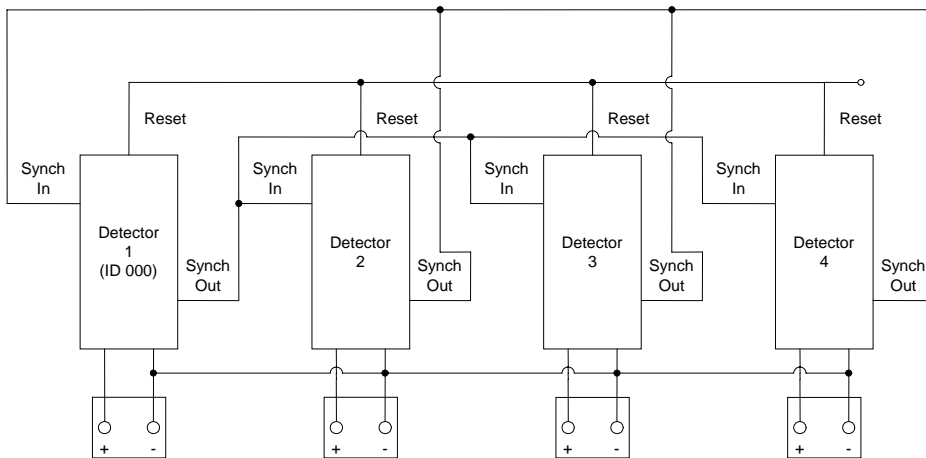 Reset
Reset
Reset
Reset
Synch
In
Synch
In
Synch
In
Synch
In
Detector
1
(ID 000)
Detector
2
Detector
3
Detector
4
Synch
Out
Synch
Out
Synch
Out
Synch
Out
+ -
+ -
+ -
+ -